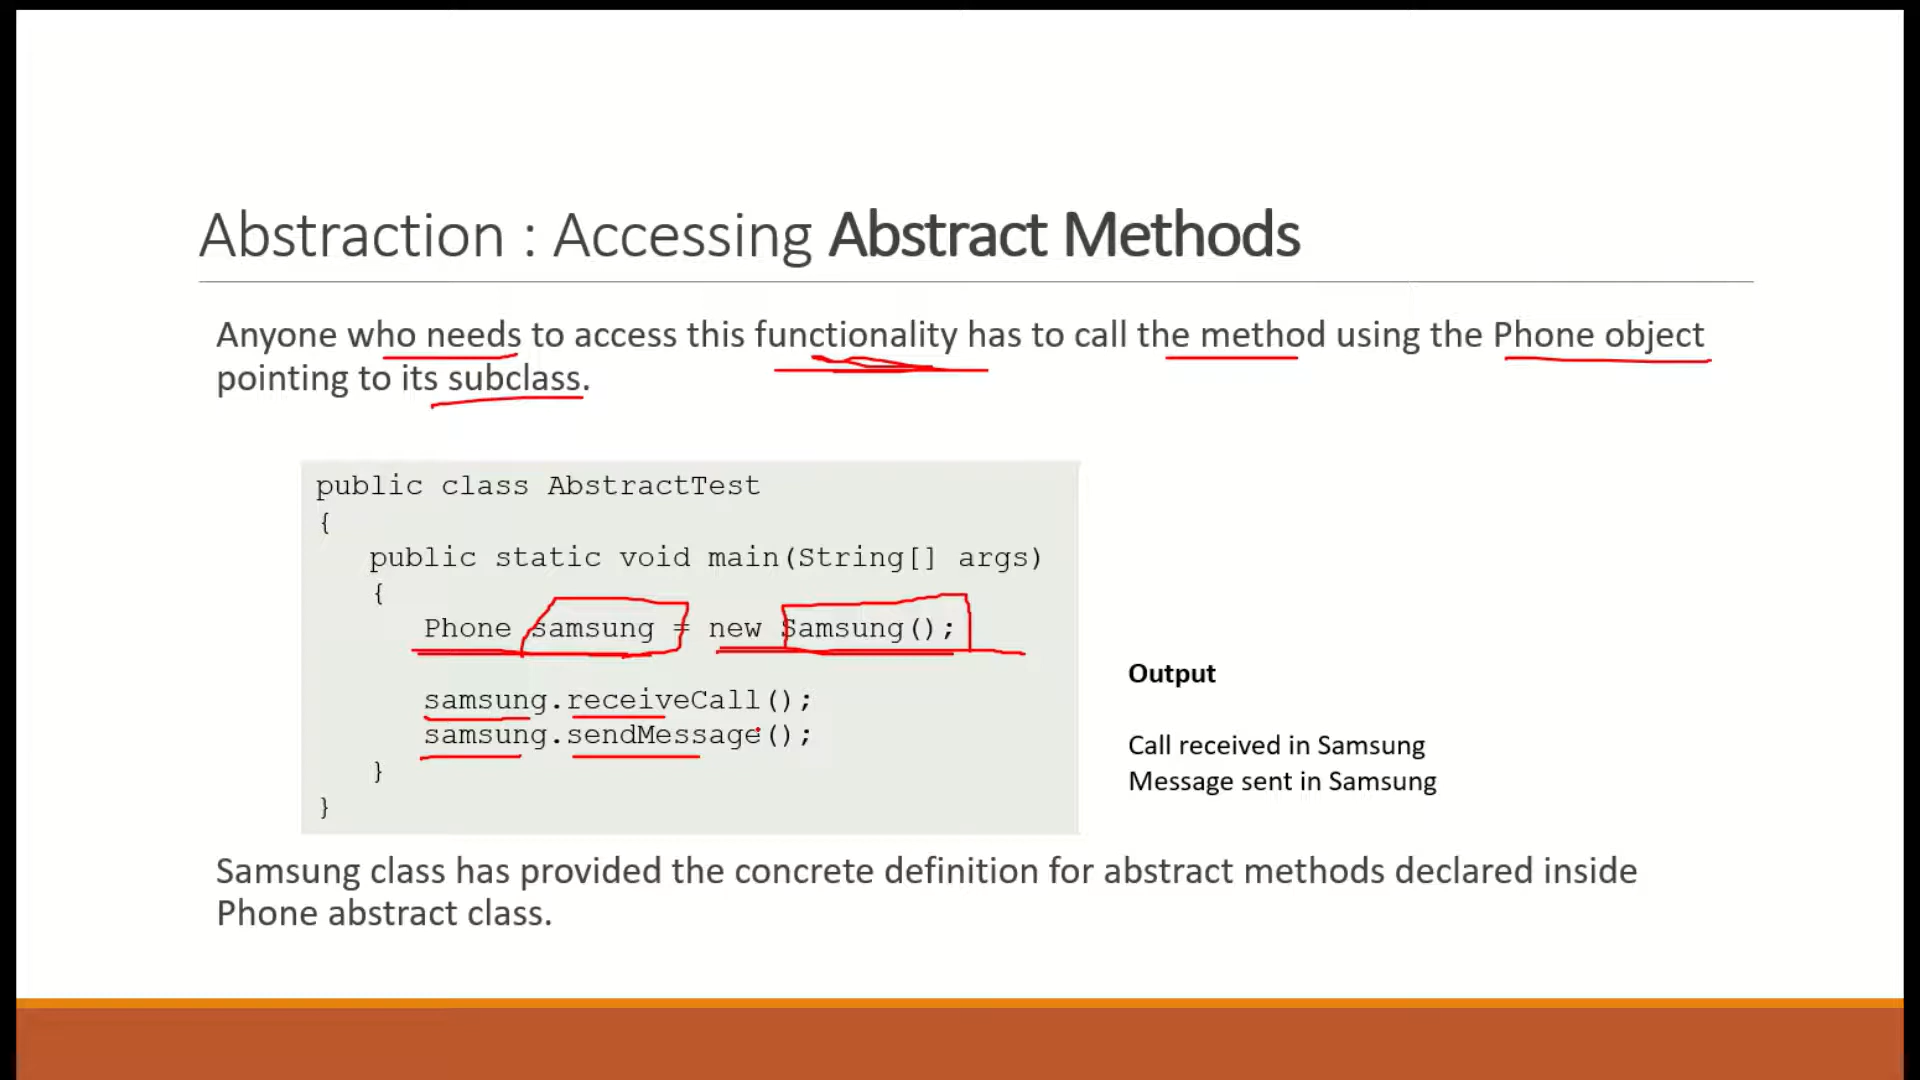 Abstraction : Accessing Abstract Methods
Anyone who needs to access this functionality has to call the method using the Phone object
pointing to its subclass.
public class AbstractTest
{
public static void main(String[] args)
{
Phone samsung = new Samsung();
samsung.receiveCall();
samsung.sendMessage();
}
}
Output
Call received in Samsung
Message sent in Samsung
Samsung class has provided the concrete definition for abstract methods declared inside
Phone abstract class.